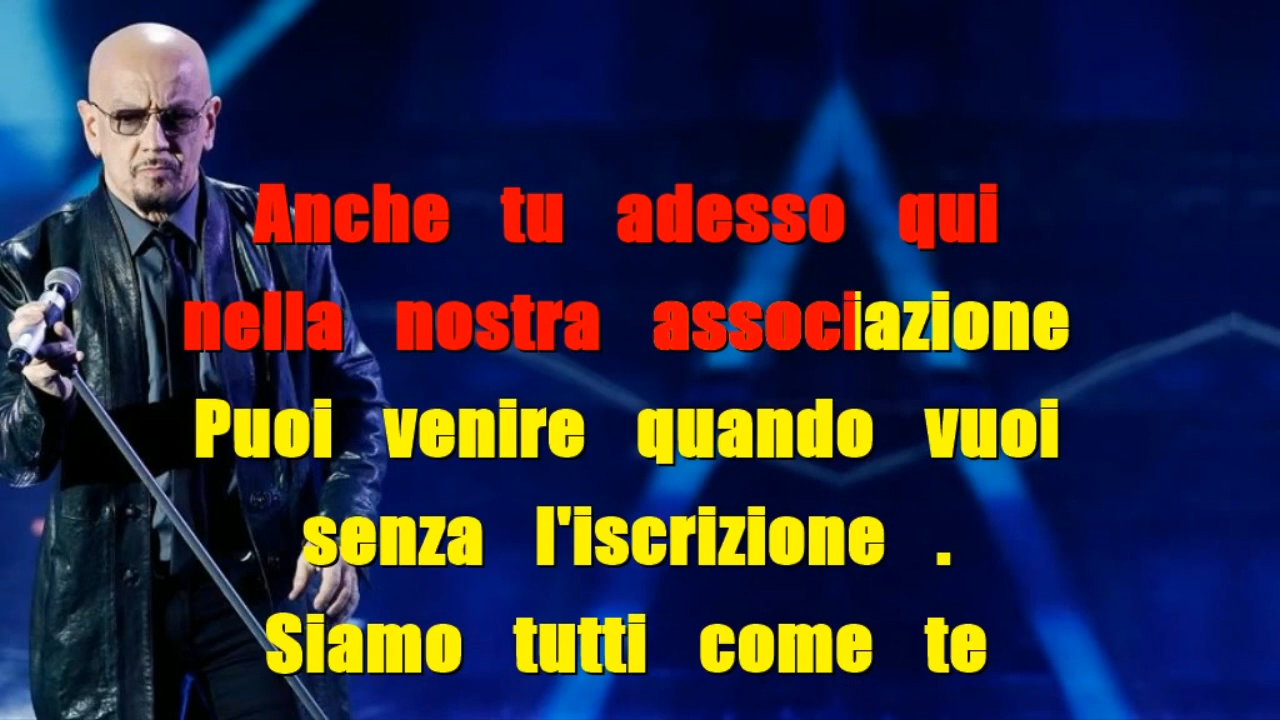 Anche tu adesso qui
nella nostra associazione
Puoi venire quando vuoi
senza l'iscrizione .
Siamo tutti come te